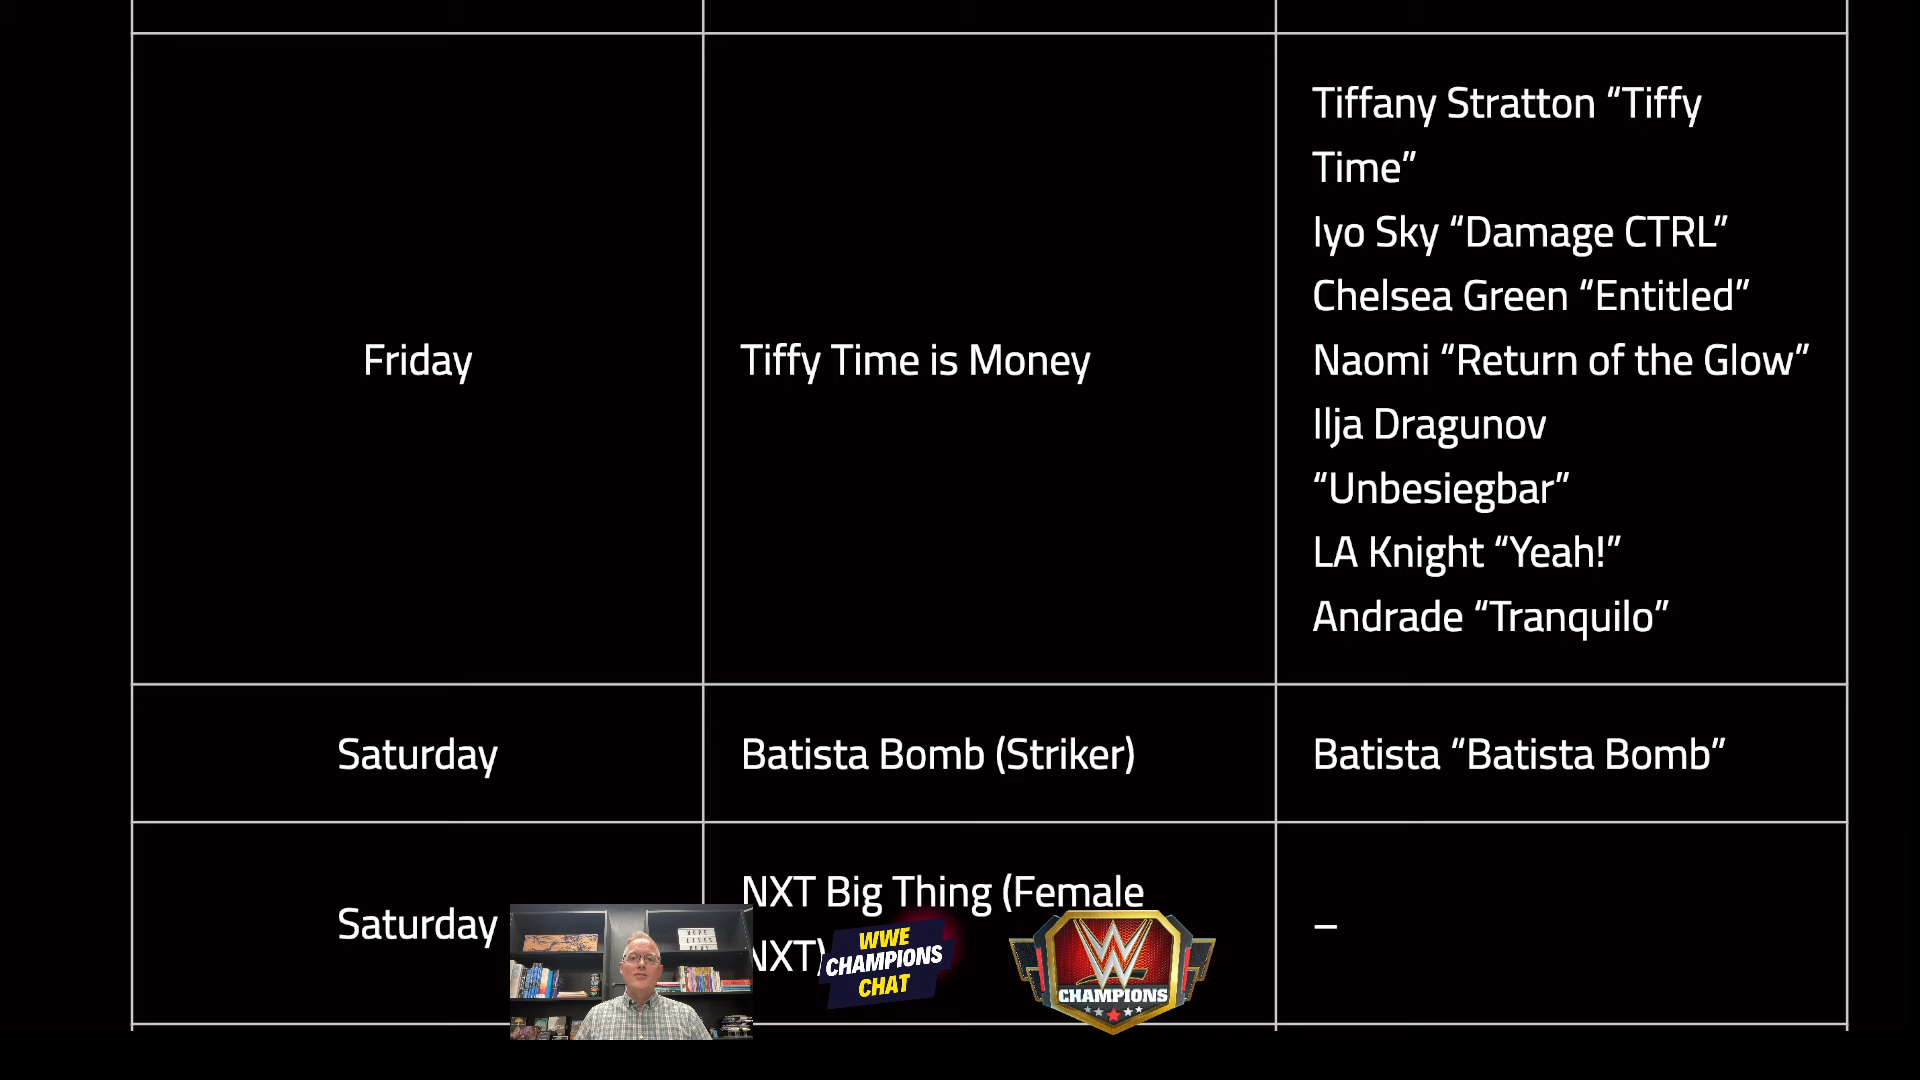 Friday
Tiffy Time is Money
Tiffany Stratton “Tiffy
Time”
Iyo Sky “Damage CTRL”
Chelsea Green “Entitled”
Naomi “Return of the Glow”
Ilja Dragunov
“Unbesiegbar”
LA Knight “Yeah!”
Andrade “Tranquilo”
Saturday
Batista Bomb (Striker)
Batista “Batista Bomb”
Saturday
NXT Big Thing (Female
NXT)
–
WWE
CHAMPIONS
CHAT
W
CHAMPIONS